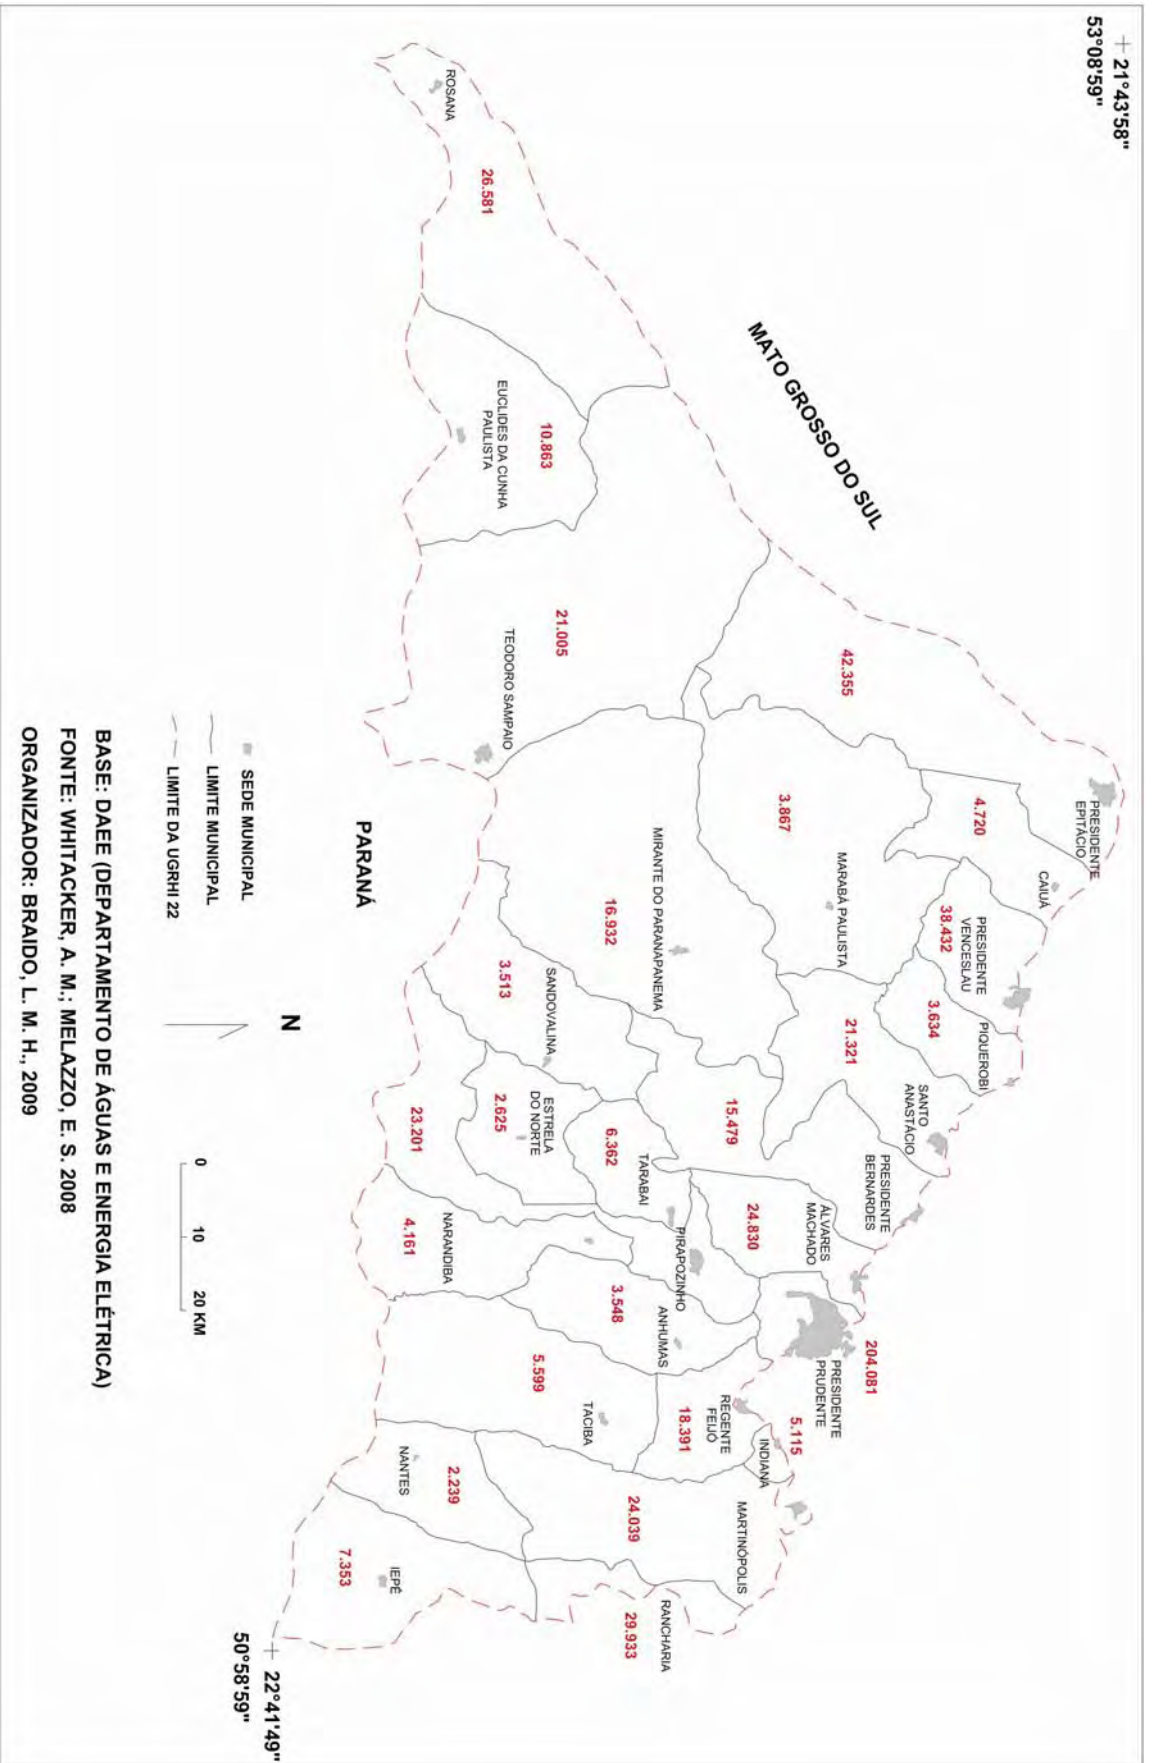 21°43'58"
53°08'59"
MATO GROSSO DO SUL
PRESIDENTE
EPITÁCIO
42.355
CAIUÁ
4.720
PRESIDENTE
VENCESLAU
38.432
PIQUEROBI
3.634
MARABÁ PAULISTA
3.867
SANTO
ANASTÁCIO
21.321
PRESIDENTE
BERNARDES
15.479
ÁLVARES
MACHADO
24.830
204.081
PRESIDENTE
PRUDENTE
5.115
INDIANA
REGENTE
FEIJÓ
18.391
MARTINÓPOLIS
24.039
RANCHARIA
29.933
ROSANA
26.581
EUCLIDES DA CUNHA
PAULISTA
10.863
21.005
TEODORO SAMPAIO
MIRANTE DO PARANAPANEMA
16.932
SANDOVALINA
3.513
ESTRELA
DO NORTE
2.625
TARABAI
6.362
PIRAPOZINHO
23.201
NARANDIBA
4.161
ANHUMAS
3.548
TACIBA
5.599
NANTES
2.239
IEPÊ
7.353
PARANÁ
22°41'49"
50°58'59"
N
SEDE MUNICIPAL
LIMITE MUNICIPAL
LIMITE DA UGRHI 22
0 10 20 KM
BASE: DAEE (DEPARTAMENTO DE ÁGUAS E ENERGIA ELÉTRICA)
FONTE: WHITACKER, A. M.; MELAZZO, E. S. 2008
ORGANIZADOR: BRAIDO, L. M. H., 2009